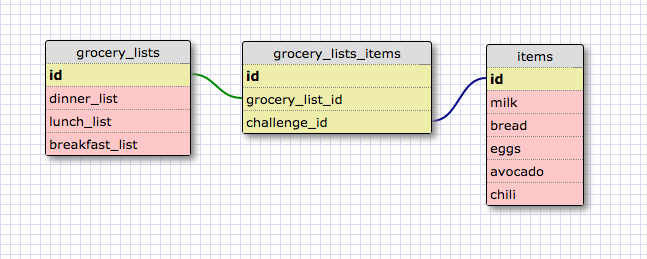 grocery_lists
id
dinner_list
lunch_list
breakfast_list
grocery_lists_items
id
grocery_list_id
challenge_id
items
id
milk
bread
eggs
avocado
chili